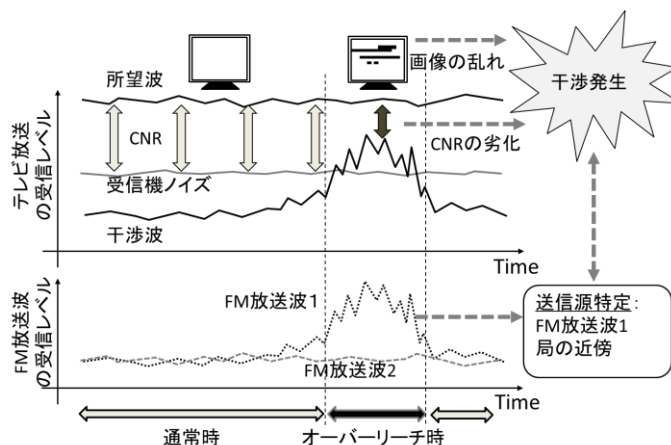 画像の乱れ
干渉発生
所望波
CNR
CNRの劣化
受信機ノイズ
干渉波
テレビ放送
の受信レベル
Time
FM放送波1
FM放送波2
FM放送波
の受信レベル
Time
送信源特定:
FM放送波1
局の近傍
通常時
オーバーリーチ時